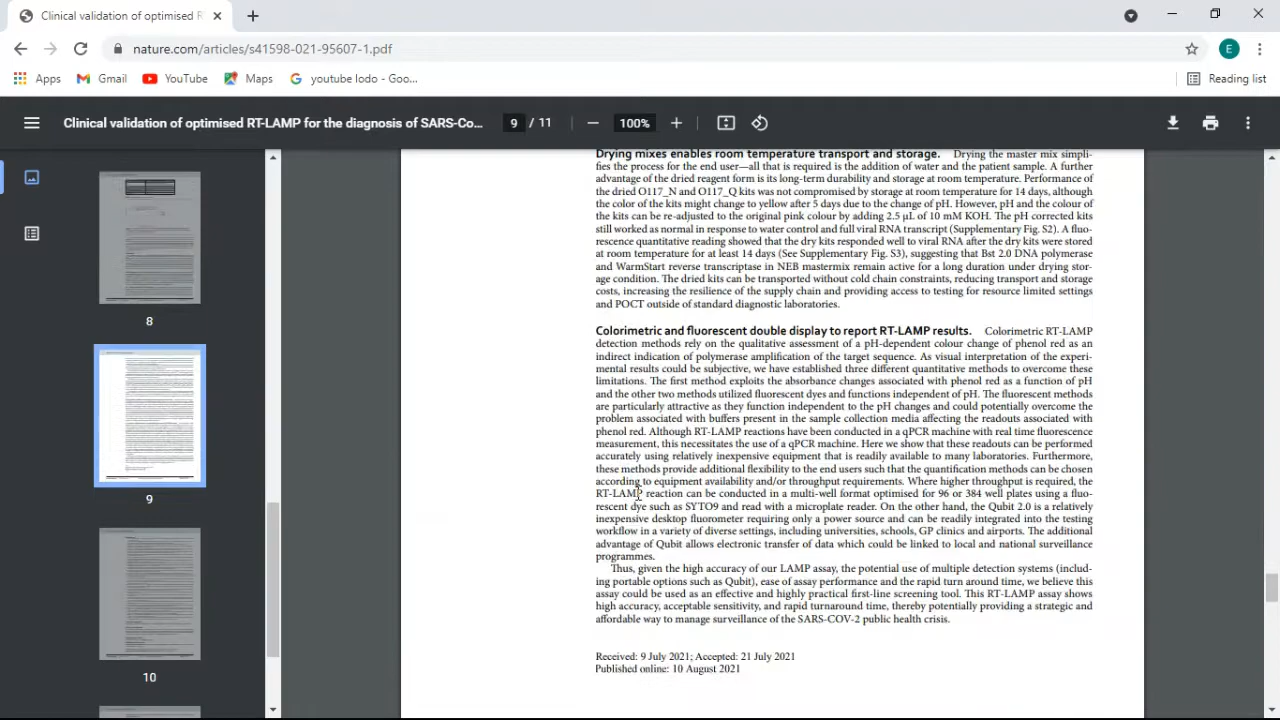 Clinical validation of optimised R
nature.com/articles/s41598-021-95607-1.pdf
E
Apps
Gmail
YouTube
Maps
youtube lodo - Goo...
Reading list
Clinical validation of optimised RT-LAMP for the diagnosis of SARS-Co...
9 / 11
100%
8
9
10
Drying mixes enables room temperature transport and storage. Drying the master mix simpli-
fies the process for the end user—all that is required is the addition of water and the patient sample. A further
advantage of the dried reagent form is its long-term durability and storage at room temperature. Performance of
the dried O117_N and O117_Q kits was not compromised by storage at room temperature for 14 days, although
the color of the kits might change to yellow after 5 days due to the change of pH. However, pH and the colour of
the kits can be re-adjusted to the original pink colour by adding 2.5 µL of 10 mM KOH. The pH corrected kits
still worked as normal in response to water control and full viral RNA transcript (Supplementary Fig. S2). A fluo-
rescence quantitative reading showed that the dry kits responded well to viral RNA after the dry kits were stored
at room temperature for at least 14 days (See Supplementary Fig. S3), suggesting that Bst 2.0 DNA polymerase
and WarmStart reverse transcriptase in NEB mastermix remain active for a long duration under drying stor-
age condition. The dried kits can be transported without cold chain constraints, reducing transport and storage
costs, increasing the resilience of the supply chain and providing access to testing for resource limited settings
and POCT outside of standard diagnostic laboratories.
Colorimetric and fluorescent double display to report RT-LAMP results. Colorimetric RT-LAMP
detection methods rely on the qualitative assessment of a pH-dependent colour change of phenol red as an
indirect indication of polymerase amplification of the target sequence. As visual interpretation of the experi-
mental results could be subjective, we have established three different quantitative methods to overcome these
limitations. The first method exploits the absorbance changes associated with phenol red as a function of pH
and the other two methods utilized fluorescent dyes and functions independent of pH. The fluorescent methods
are particularly attractive as they function independent to the pH changes and could potentially overcome the
problem associated with buffers present in the sample collection media affecting the readouts associated with
phenol red. Although RT-LAMP reactions have been conducted in a qPCR machine with real time fluorescence
measurement, this necessitates the use of a qPCR machine. Here we show that these readouts can be performed
accurately using relatively inexpensive equipment that is readily available to many laboratories. Furthermore,
these methods provide additional flexibility to the end users such that the quantification methods can be chosen
according to equipment availability and/or throughput requirements. Where higher throughput is required, the
RT-LAMP reaction can be conducted in a multi-well format optimised for 96 or 384 well plates using a fluo-
rescent dye such as SYTO9 and read with a microplate reader. On the other hand, the Qubit 2.0 is a relatively
inexpensive desktop fluorometer requiring only a power source and can be readily integrated into the testing
workflow in a variety of diverse settings, including universities, schools, GP clinics and airports. The additional
advantage of Qubit allows electronic transfer of data which could be linked to local and national surveillance
programmes.
Thus, given the high accuracy of our LAMP assay, the potential use of multiple detection systems (includ-
ing portable options such as Qubit), ease of assay performance and the rapid turn around time, we believe this
assay could be used as an effective and highly practical first-line screening tool. This RT-LAMP assay shows
high accuracy, acceptable sensitivity, and rapid turnaround time, thereby potentially providing a strategic and
affordable way to manage surveillance of the SARS-COV-2 public health crisis.
Received: 9 July 2021; Accepted: 21 July 2021
Published online: 10 August 2021